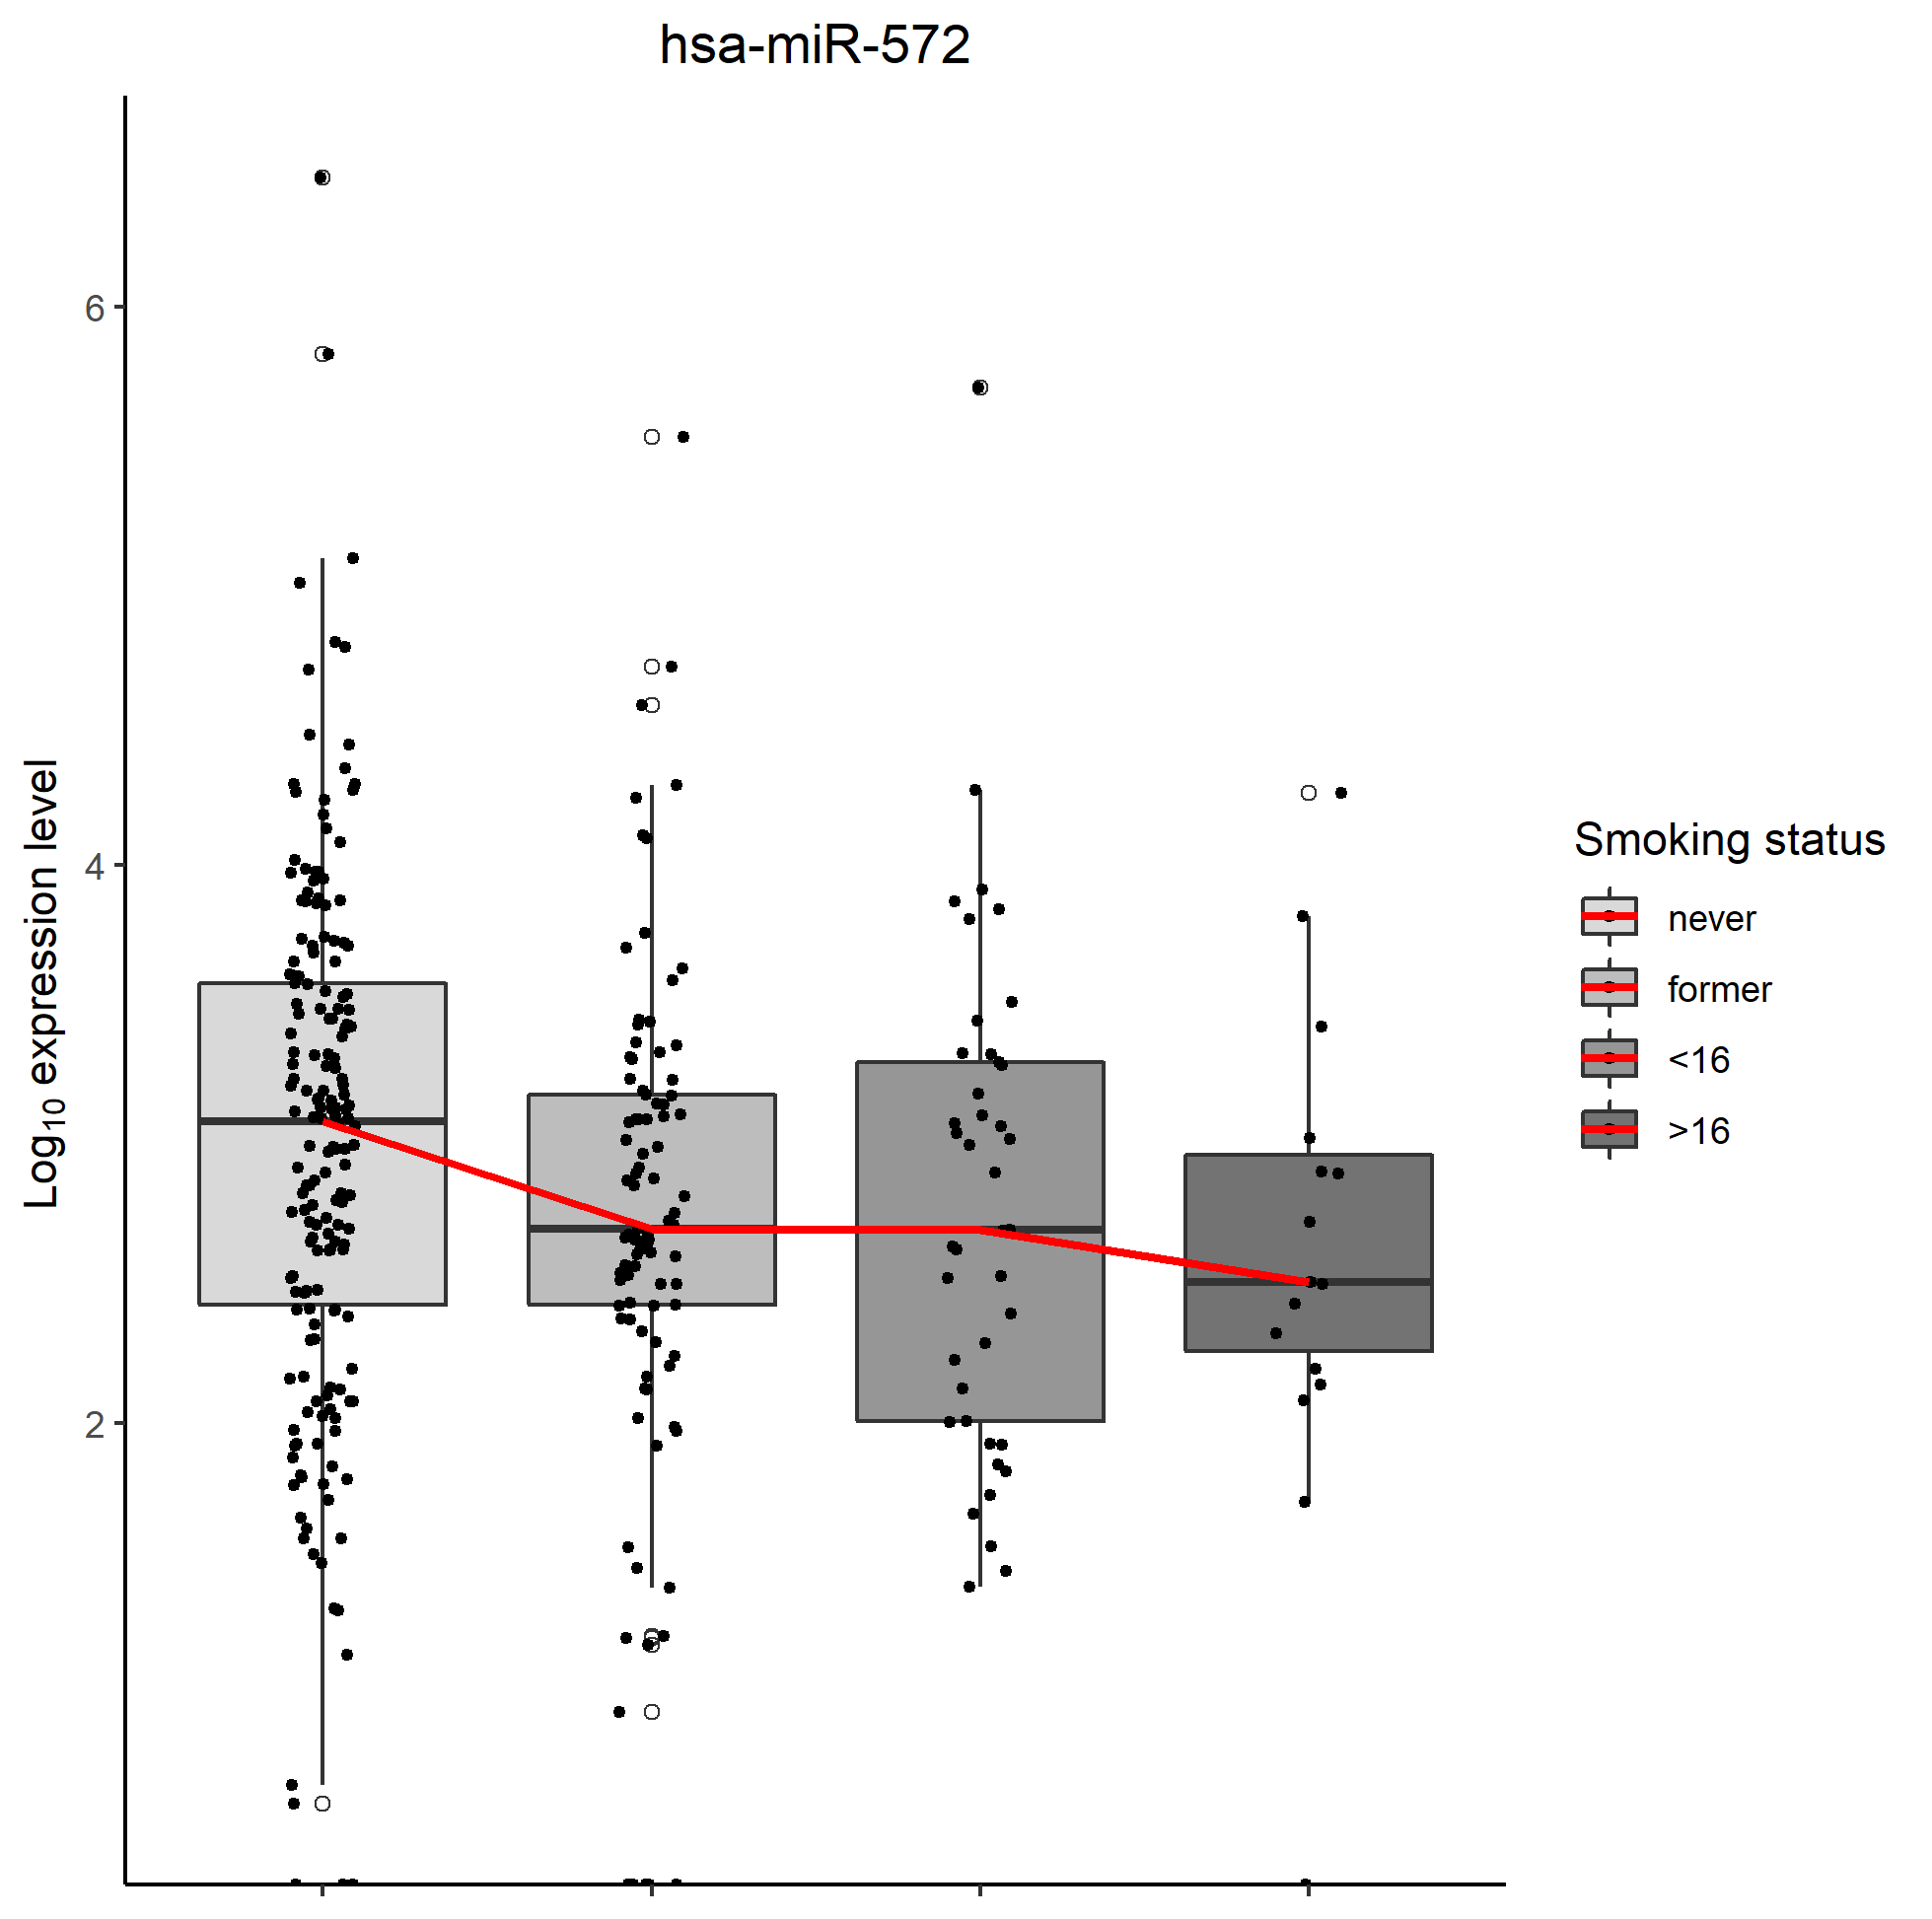 hsa-miR-572
Log₁₀ expression level
6
4
2
Smoking status
never
former
<16
>16